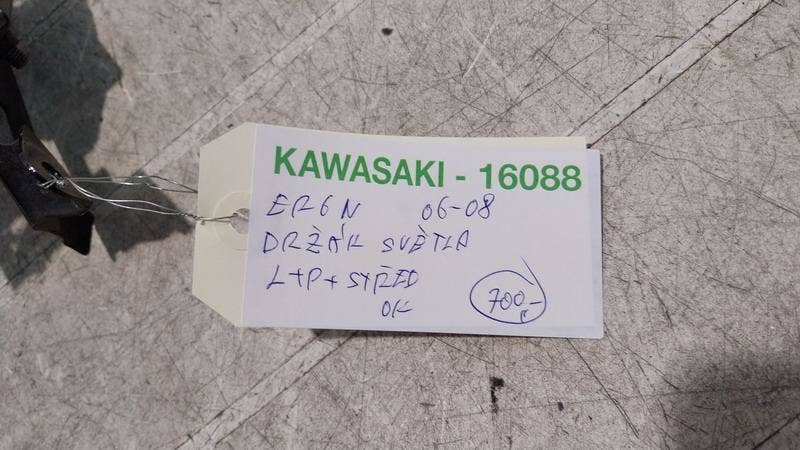 KAWASAKI - 16088
ER6N 06-08
DRŽÁK SVĚTLA
L+P+STŘED
OK 700,-